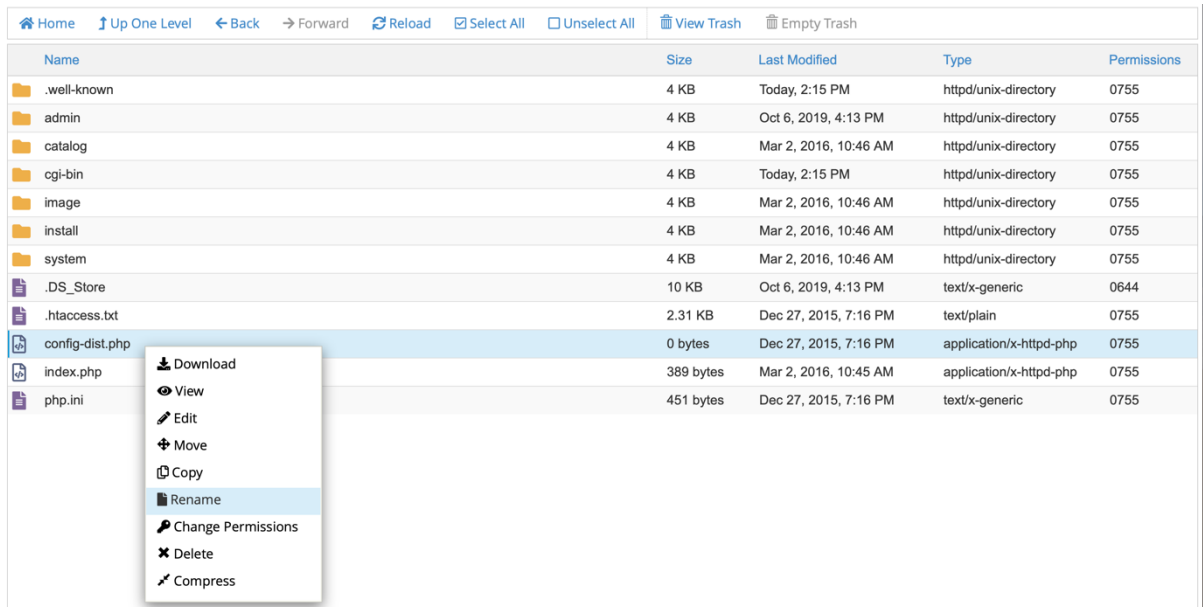 Home Up One Level Back Forward Reload Select All Unselect All View Trash Empty Trash
Name Size Last Modified Type Permissions
.well-known 4 KB Today, 2:15 PM httpd/unix-directory 0755
admin 4 KB Oct 6, 2019, 4:13 PM httpd/unix-directory 0755
catalog 4 KB Mar 2, 2016, 10:46 AM httpd/unix-directory 0755
cgi-bin 4 KB Today, 2:15 PM httpd/unix-directory 0755
image 4 KB Mar 2, 2016, 10:46 AM httpd/unix-directory 0755
install 4 KB Mar 2, 2016, 10:46 AM httpd/unix-directory 0755
system 4 KB Mar 2, 2016, 10:46 AM httpd/unix-directory 0755
.DS_Store 10 KB Oct 6, 2019, 4:13 PM text/x-generic 0644
.htaccess.txt 2.31 KB Dec 27, 2015, 7:16 PM text/plain 0755
config-dist.php 0 bytes Dec 27, 2015, 7:16 PM application/x-httpd-php 0755
index.php 389 bytes Mar 2, 2016, 10:45 AM application/x-httpd-php 0755
php.ini 451 bytes Dec 27, 2015, 7:16 PM text/x-generic 0755
Download
View
Edit
Move
Copy
Rename
Change Permissions
Delete
Compress